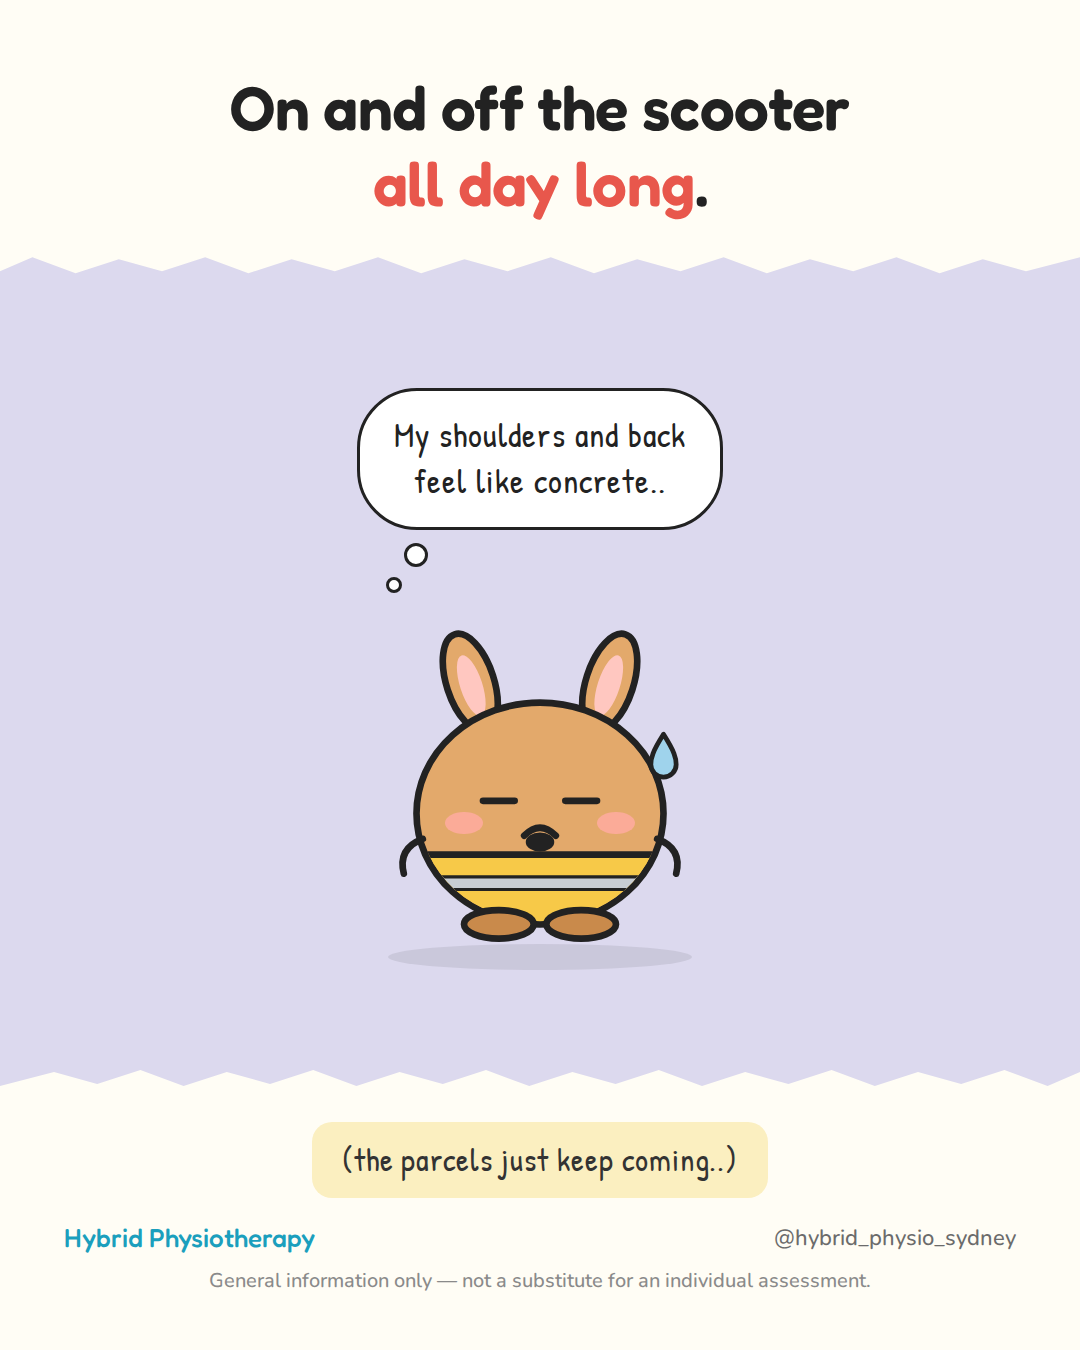 On and off the scooter
all day long.
My shoulders and back
feel like concrete..
(the parcels just keep coming..)
Hybrid Physiotherapy
@hybrid_physio_sydney
General information only — not a substitute for an individual assessment.